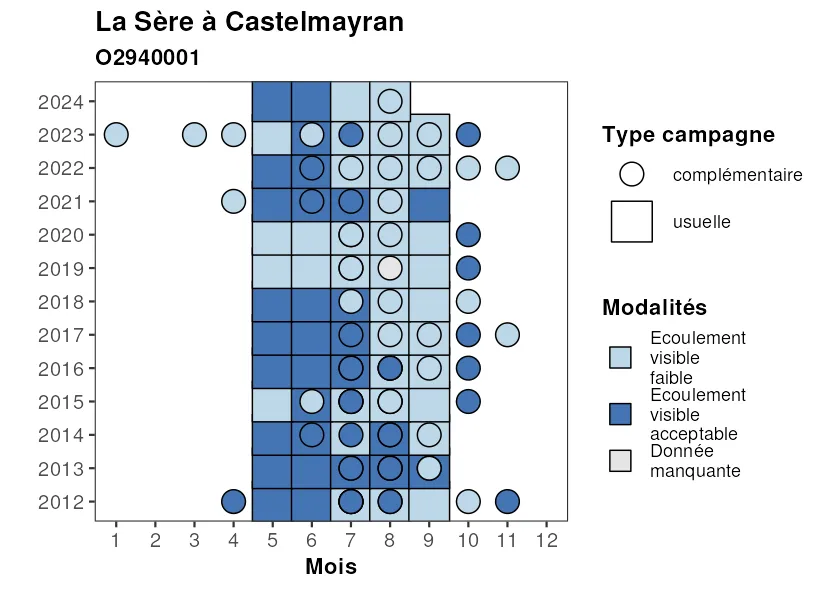 La Sère à Castelmayran
O2940001
2024
2023
2022
2021
2020
2019
2018
2017
2016
2015
2014
2013
2012
1 2 3 4 5 6 7 8 9 10 11 12
Mois
Type campagne
complémentaire
usuelle
Modalités
Ecoulement
visible
faible
Ecoulement
visible
acceptable
Donnée
manquante